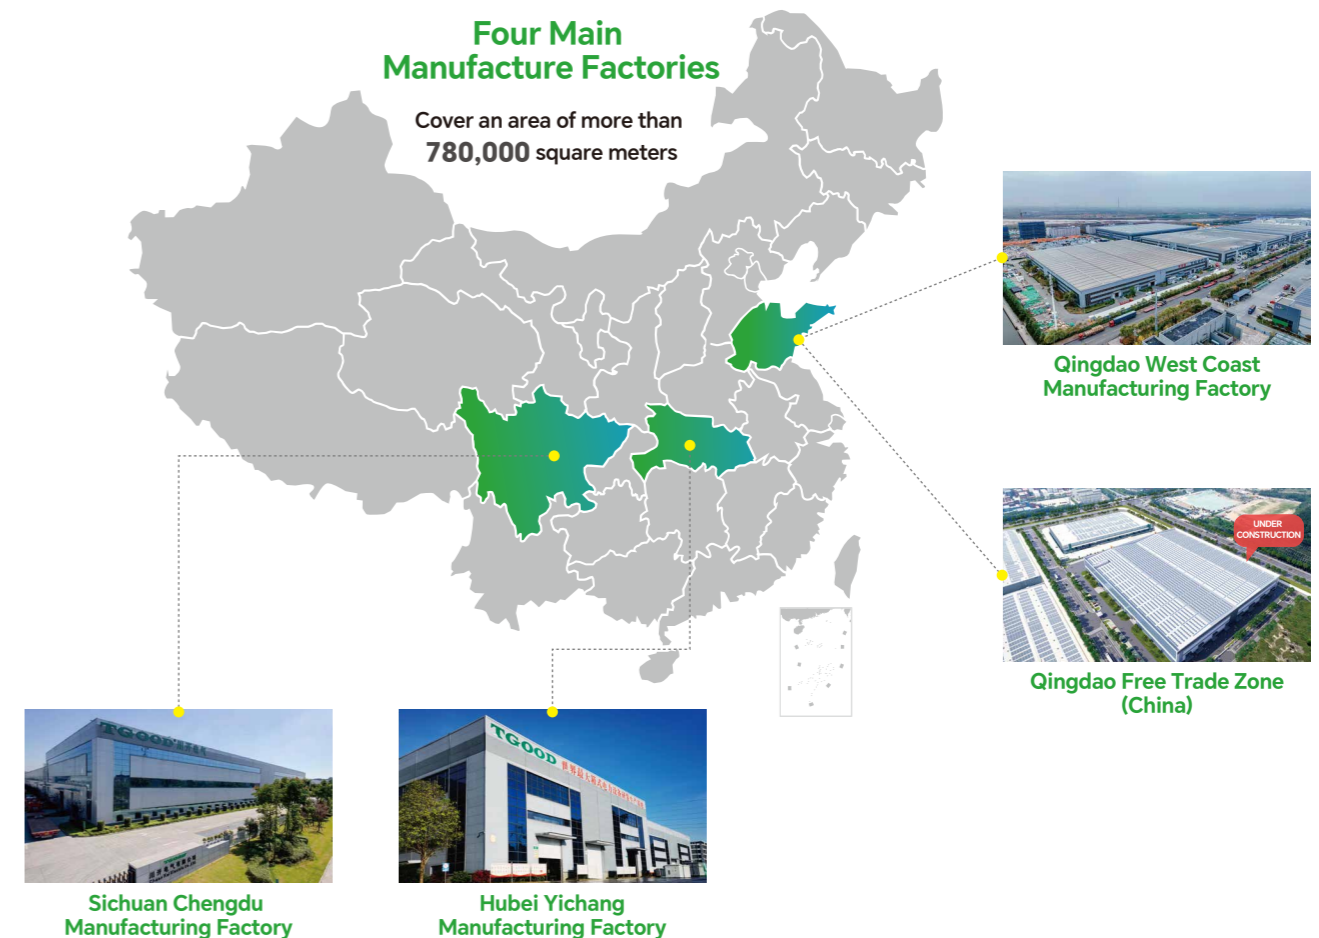 Four Main
Manufacture Factories
Cover an area of more than
780,000 square meters
Qingdao West Coast
Manufacturing Factory
UNDER
CONSTRUCTION
Qingdao Free Trade Zone
(China)
TGOOD
TGOOD
Sichuan Chengdu
Manufacturing Factory
Hubei Yichang
Manufacturing Factory